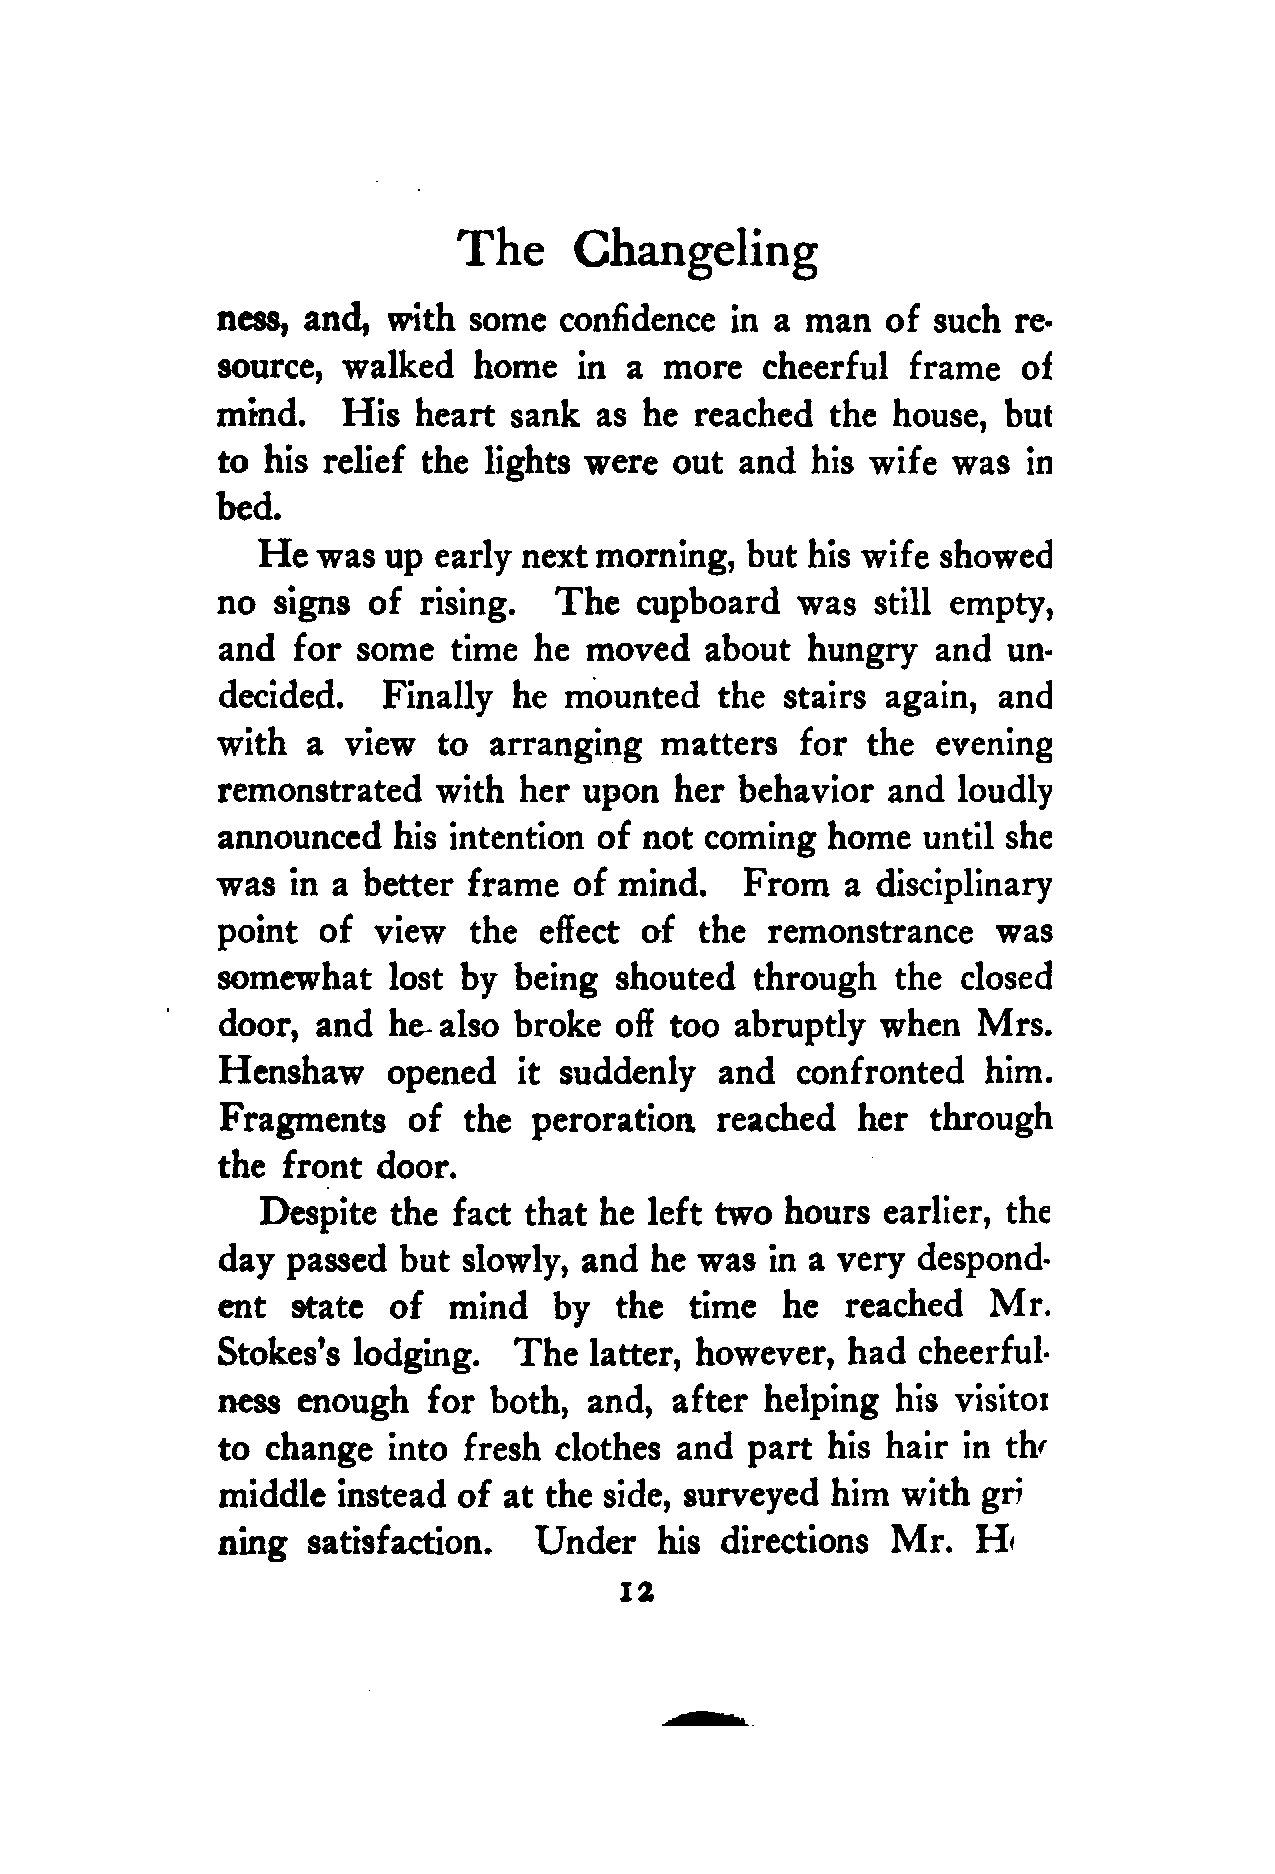 The Changeling
ness, and, with some confidence in a man of such re-
source, walked home in a more cheerful frame of
mind. His heart sank as he reached the house, but
to his relief the lights were out and his wife was in
bed.
He was up early next morning, but his wife showed
no signs of rising. The cupboard was still empty,
and for some time he moved about hungry and un-
decided. Finally he mounted the stairs again, and
with a view to arranging matters for the evening
remonstrated with her upon her behavior and loudly
announced his intention of not coming home until she
was in a better frame of mind. From a disciplinary
point of view the effect of the remonstrance was
somewhat lost by being shouted through the closed
door, and he also broke off too abruptly when Mrs.
Henshaw opened it suddenly and confronted him.
Fragments of the peroration reached her through
the front door.
Despite the fact that he left two hours earlier, the
day passed but slowly, and he was in a very despond-
ent state of mind by the time he reached Mr.
Stokes's lodging. The latter, however, had cheerful-
ness enough for both, and, after helping his visitor
to change into fresh clothes and part his hair in the
middle instead of at the side, surveyed him with
ning satisfaction. Under his directions Mr.
12